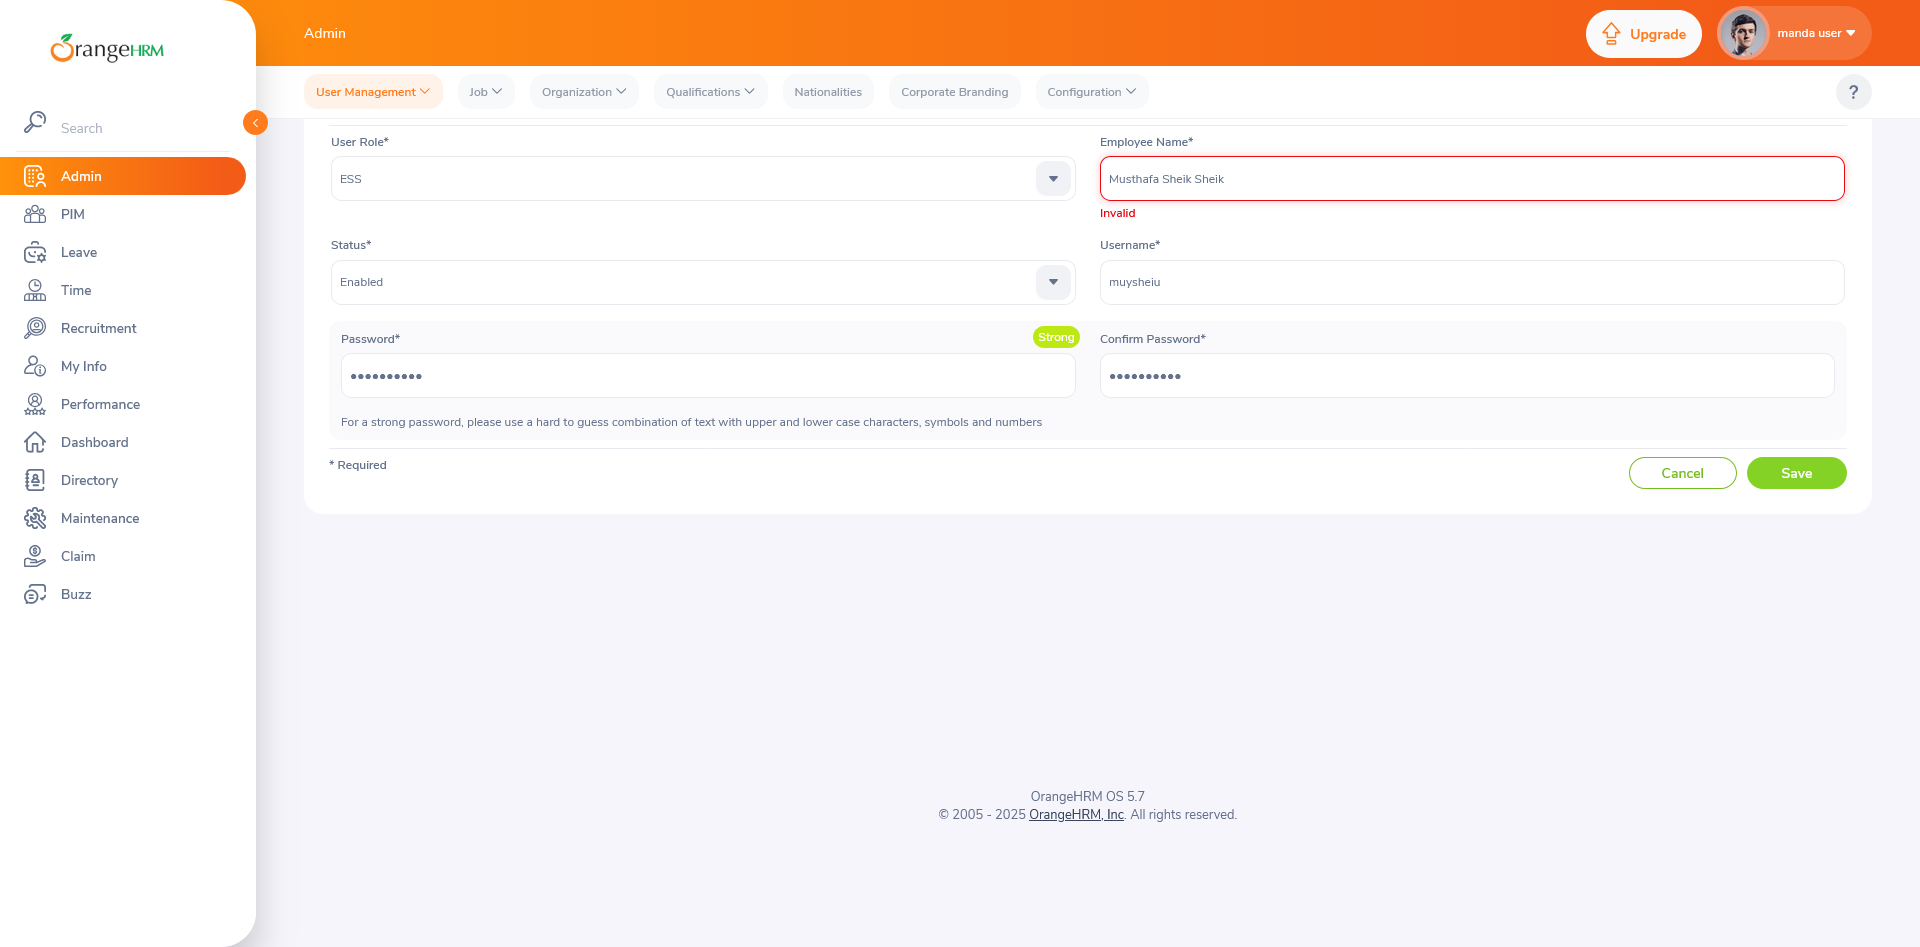 OrangeHRM
Admin
Upgrade
manda user
User Management
Job
Organization
Qualifications
Nationalities
Corporate Branding
Configuration
?
Search
Admin
PIM
Leave
Time
Recruitment
My Info
Performance
Dashboard
Directory
Maintenance
Claim
Buzz
User Role*
ESS
Employee Name*
Musthafa Sheik Sheik
Invalid
Status*
Enabled
Username*
muysheiu
Password*
Strong
••••••••••
Confirm Password*
••••••••••
For a strong password, please use a hard to guess combination of text with upper and lower case characters, symbols and numbers
* Required
Cancel
Save
OrangeHRM OS 5.7
© 2005 - 2025 OrangeHRM, Inc. All rights reserved.